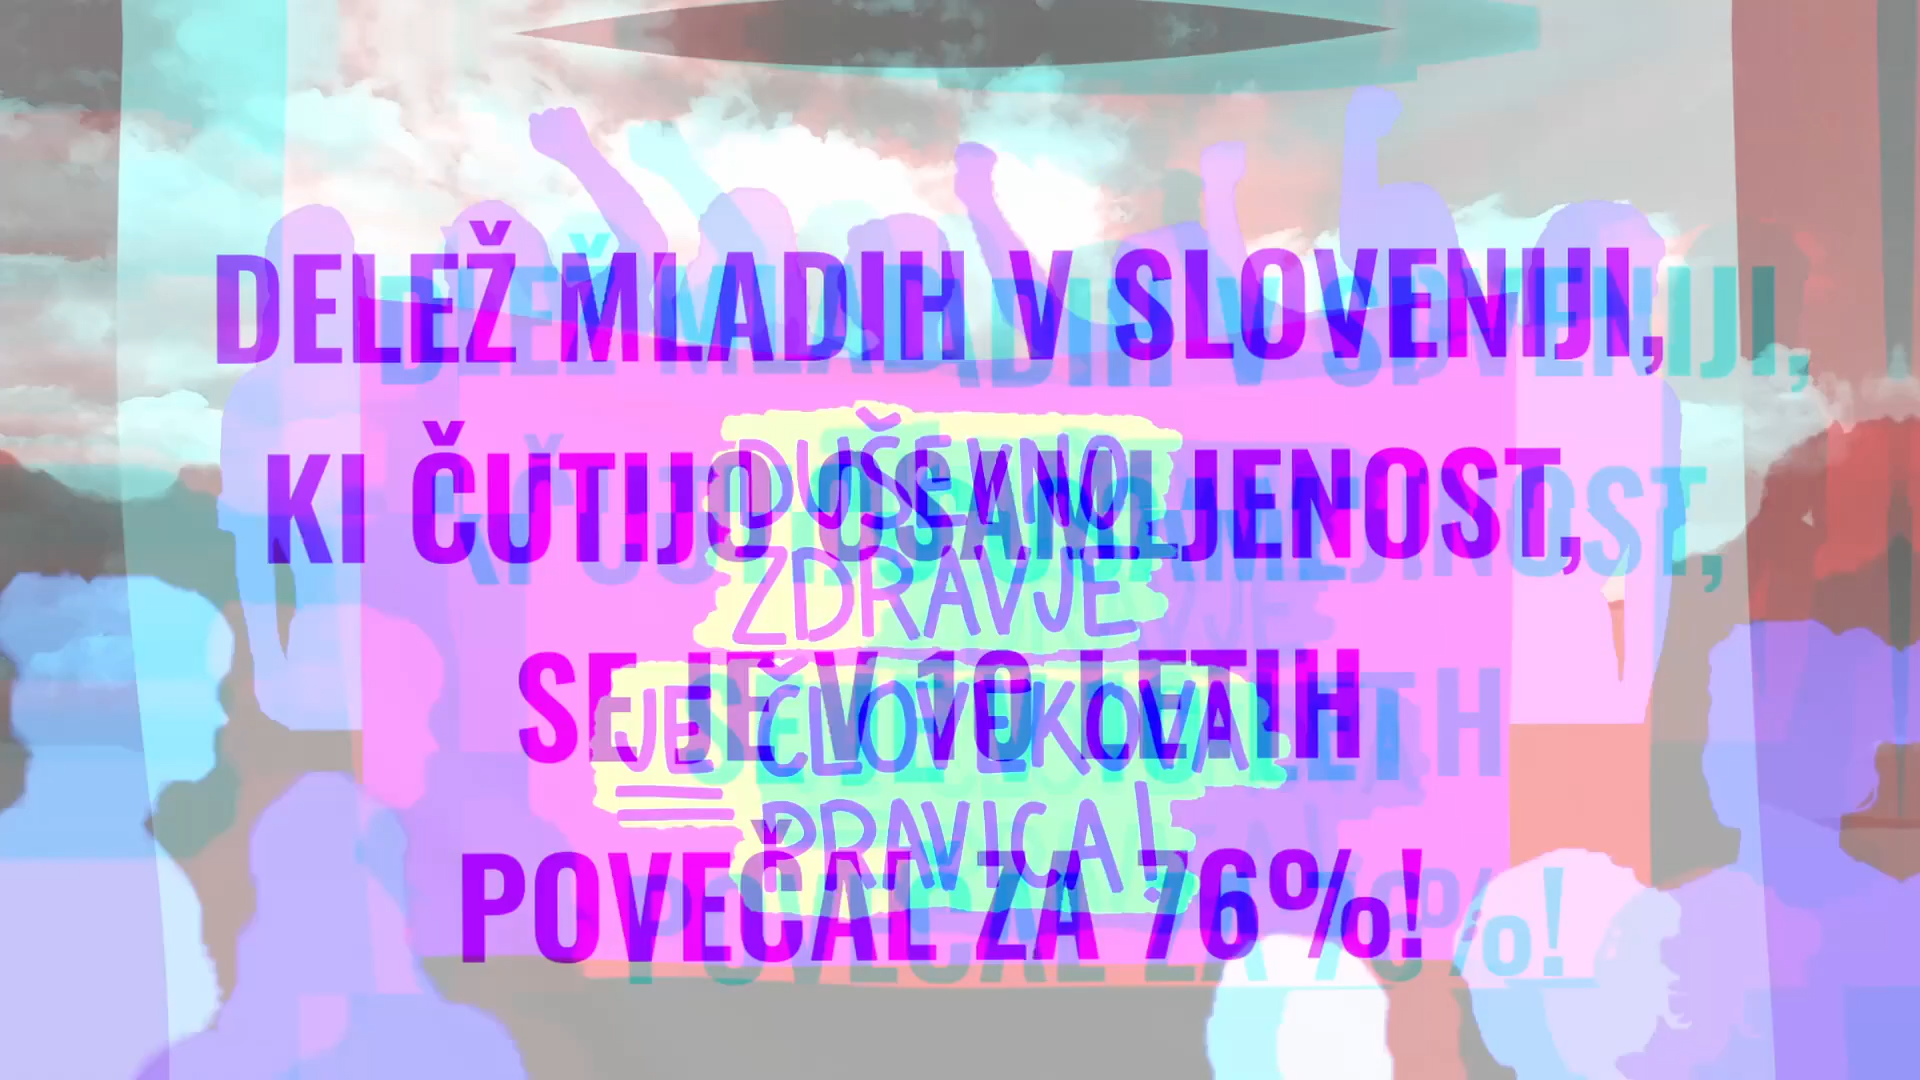 DELEŽ MLADIH V SLOVENIJI,
KI ČUTIJO OSAMLJENOST,
SE JE V 10 LETIH
POVEČAL ZA 76%!
DUŠEVNO
ZDRAVJE
JE ČLOVEKOVA
PRAVICA!